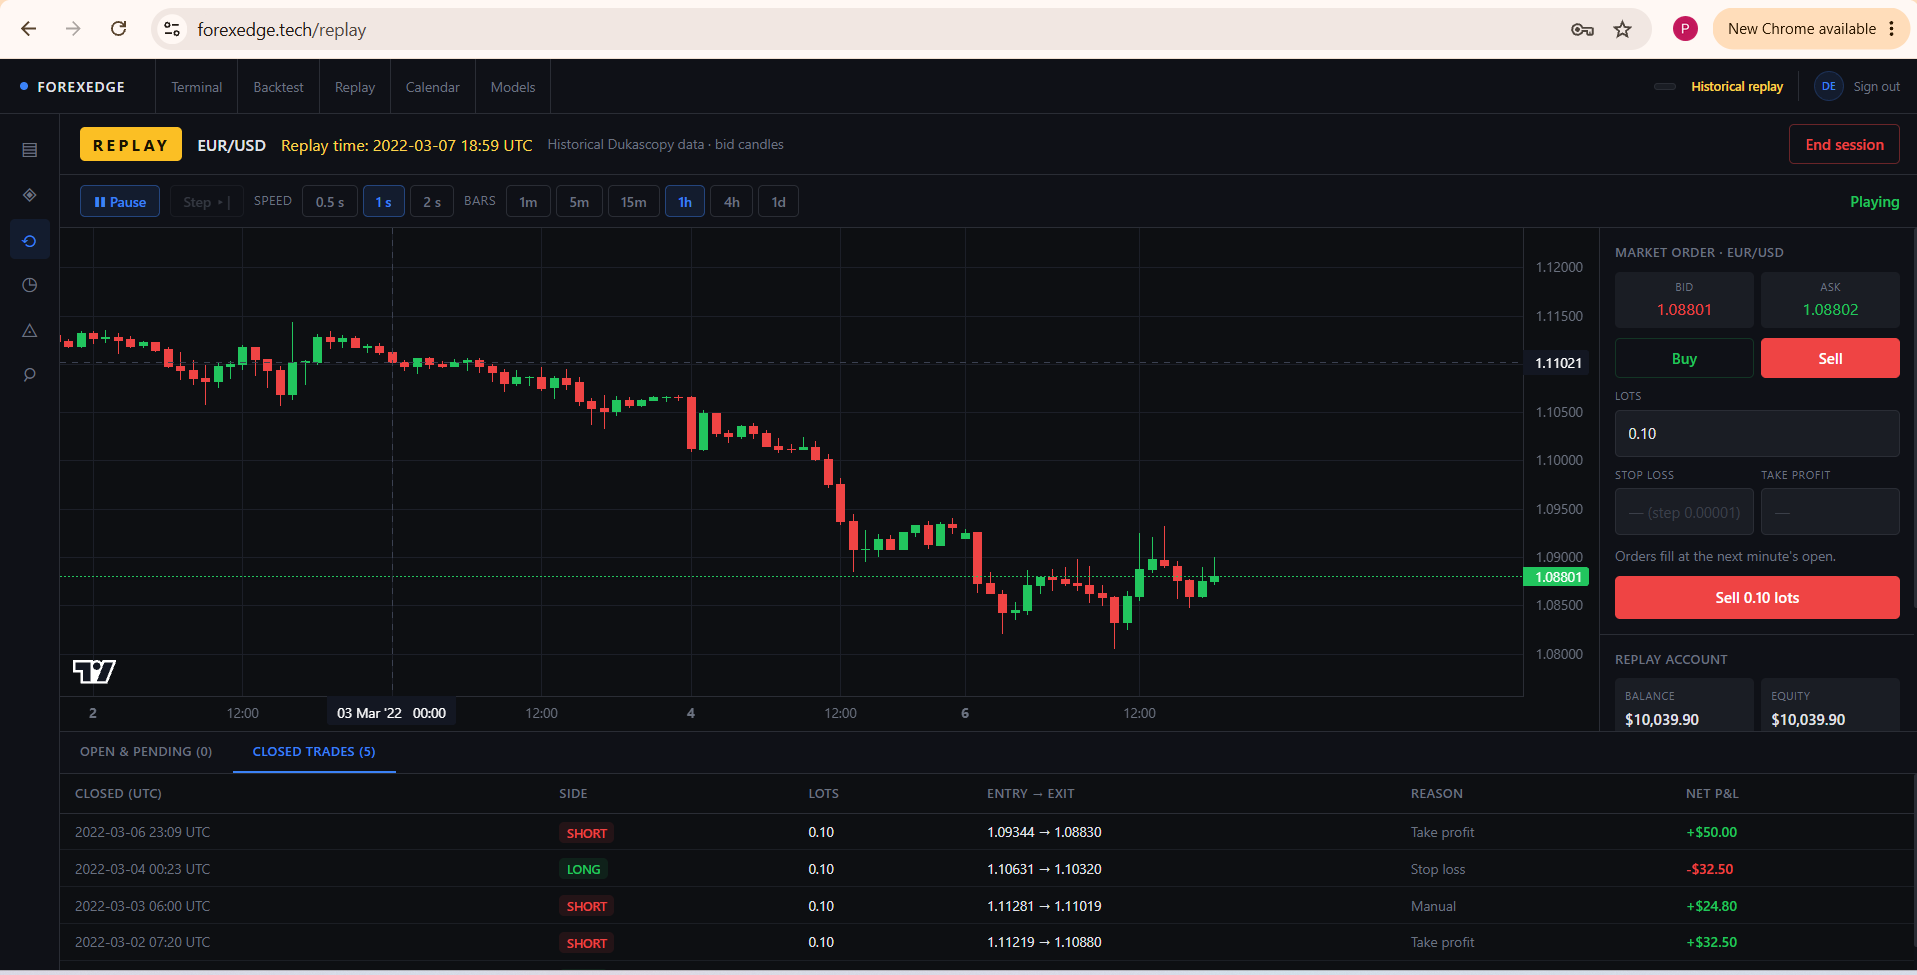 forexedge.tech/replay
P
New Chrome available
FOREXEDGE
Terminal
Backtest
Replay
Calendar
Models
Historical replay
DE
Sign out
REPLAY
EUR/USD
Replay time: 2022-03-07 18:59 UTC
Historical Dukascopy data · bid candles
End session
Pause
Step
SPEED
0.5 s
1 s
2 s
BARS
1m
5m
15m
1h
4h
1d
Playing
1.12000
1.11500
1.11021
1.10500
1.10000
1.09500
1.09000
1.08801
1.08500
1.08000
2
12:00
03 Mar '22 00:00
12:00
4
12:00
6
12:00
MARKET ORDER · EUR/USD
BID
1.08801
ASK
1.08802
Buy
Sell
LOTS
0.10
STOP LOSS
TAKE PROFIT
— (step 0.00001)
—
Orders fill at the next minute's open.
Sell 0.10 lots
REPLAY ACCOUNT
BALANCE
$10,039.90
EQUITY
$10,039.90
OPEN & PENDING (0)
CLOSED TRADES (5)
CLOSED (UTC) SIDE LOTS ENTRY → EXIT REASON NET P&L
2022-03-06 23:09 UTC SHORT 0.10 1.09344 → 1.08830 Take profit +$50.00
2022-03-04 00:23 UTC LONG 0.10 1.10631 → 1.10320 Stop loss -$32.50
2022-03-03 06:00 UTC SHORT 0.10 1.11281 → 1.11019 Manual +$24.80
2022-03-02 07:20 UTC SHORT 0.10 1.11219 → 1.10880 Take profit +$32.50